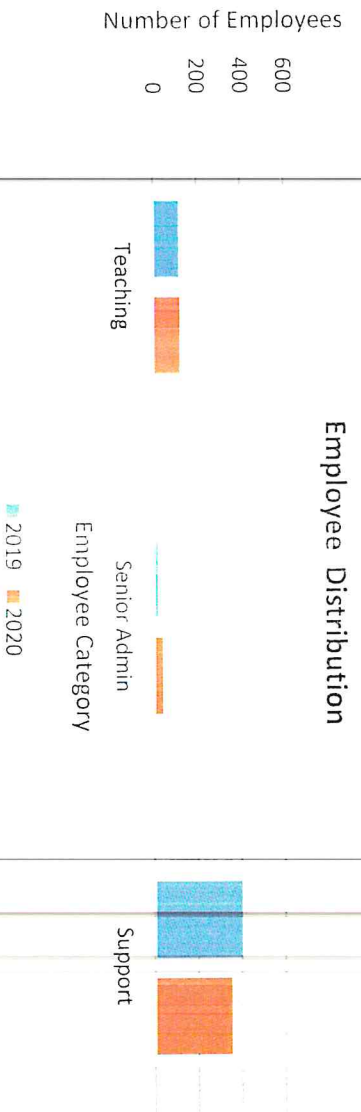 Employee Distribution
Number of Employees
600
400
200
0
Teaching
Senior Admin
Support
Employee Category
2019
2020